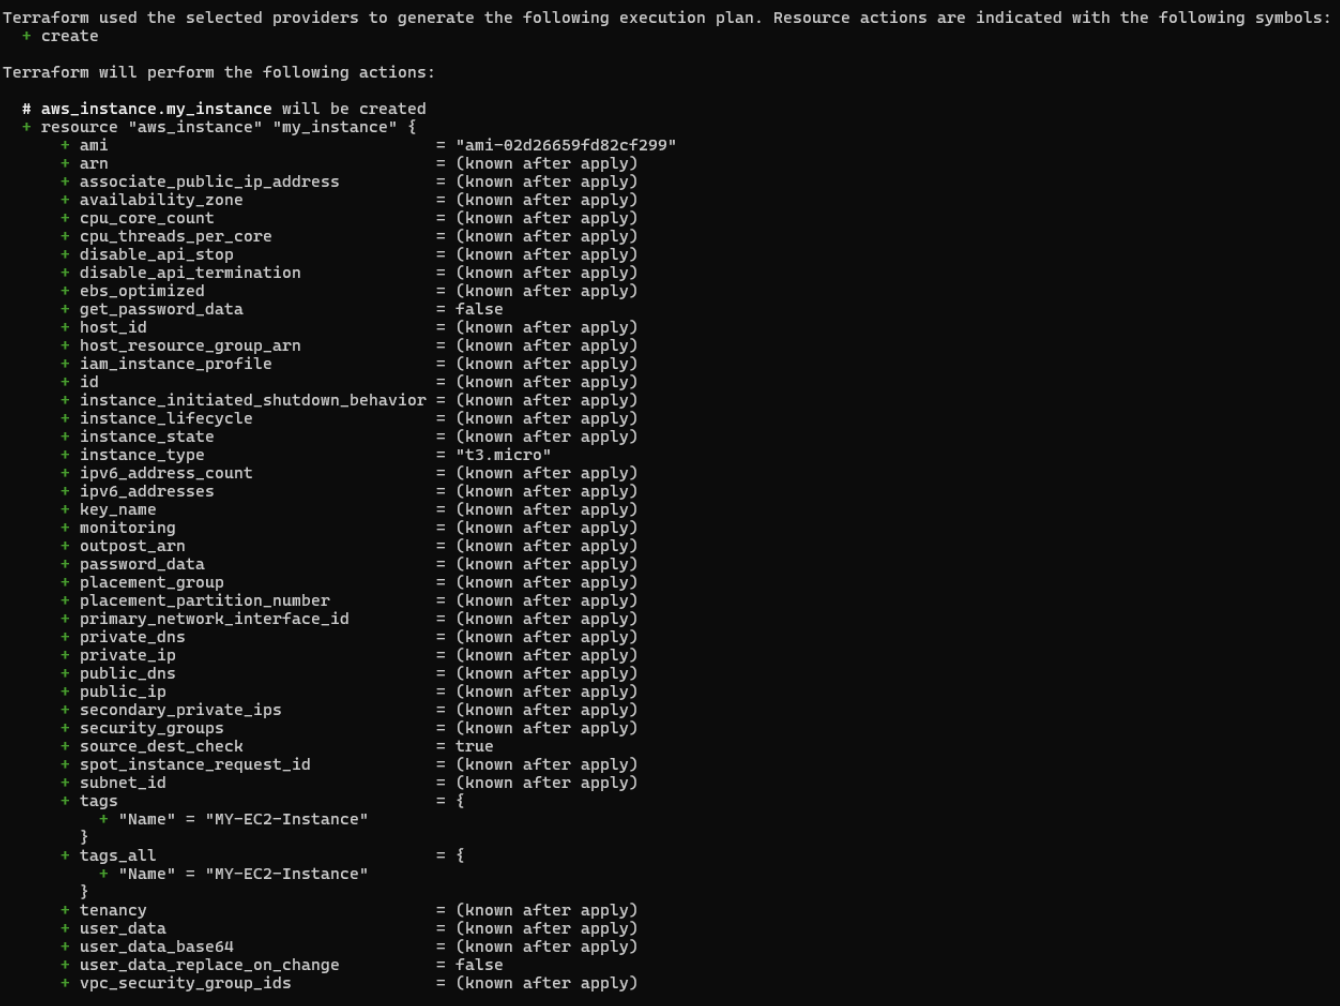 Terraform used the selected providers to generate the following execution plan. Resource actions are indicated with the following symbols:
  + create

Terraform will perform the following actions:

  # aws_instance.my_instance will be created
  + resource "aws_instance" "my_instance" {
      + ami                                  = "ami-02d26659fd82cf299"
      + arn                                  = (known after apply)
      + associate_public_ip_address          = (known after apply)
      + availability_zone                    = (known after apply)
      + cpu_core_count                       = (known after apply)
      + cpu_threads_per_core                 = (known after apply)
      + disable_api_stop                     = (known after apply)
      + disable_api_termination              = (known after apply)
      + ebs_optimized                        = (known after apply)
      + get_password_data                    = false
      + host_id                              = (known after apply)
      + host_resource_group_arn              = (known after apply)
      + iam_instance_profile                 = (known after apply)
      + id                                   = (known after apply)
      + instance_initiated_shutdown_behavior = (known after apply)
      + instance_lifecycle                   = (known after apply)
      + instance_state                       = (known after apply)
      + instance_type                        = "t3.micro"
      + ipv6_address_count                   = (known after apply)
      + ipv6_addresses                       = (known after apply)
      + key_name                             = (known after apply)
      + monitoring                           = (known after apply)
      + outpost_arn                          = (known after apply)
      + password_data                        = (known after apply)
      + placement_group                      = (known after apply)
      + placement_partition_number           = (known after apply)
      + primary_network_interface_id         = (known after apply)
      + private_dns                          = (known after apply)
      + private_ip                           = (known after apply)
      + public_dns                           = (known after apply)
      + public_ip                            = (known after apply)
      + secondary_private_ips                = (known after apply)
      + security_groups                      = (known after apply)
      + source_dest_check                    = true
      + spot_instance_request_id             = (known after apply)
      + subnet_id                            = (known after apply)
      + tags                                 = {
          + "Name" = "MY-EC2-Instance"
        }
      + tags_all                             = {
          + "Name" = "MY-EC2-Instance"
        }
      + tenancy                              = (known after apply)
      + user_data                            = (known after apply)
      + user_data_base64                     = (known after apply)
      + user_data_replace_on_change          = false
      + vpc_security_group_ids               = (known after apply)